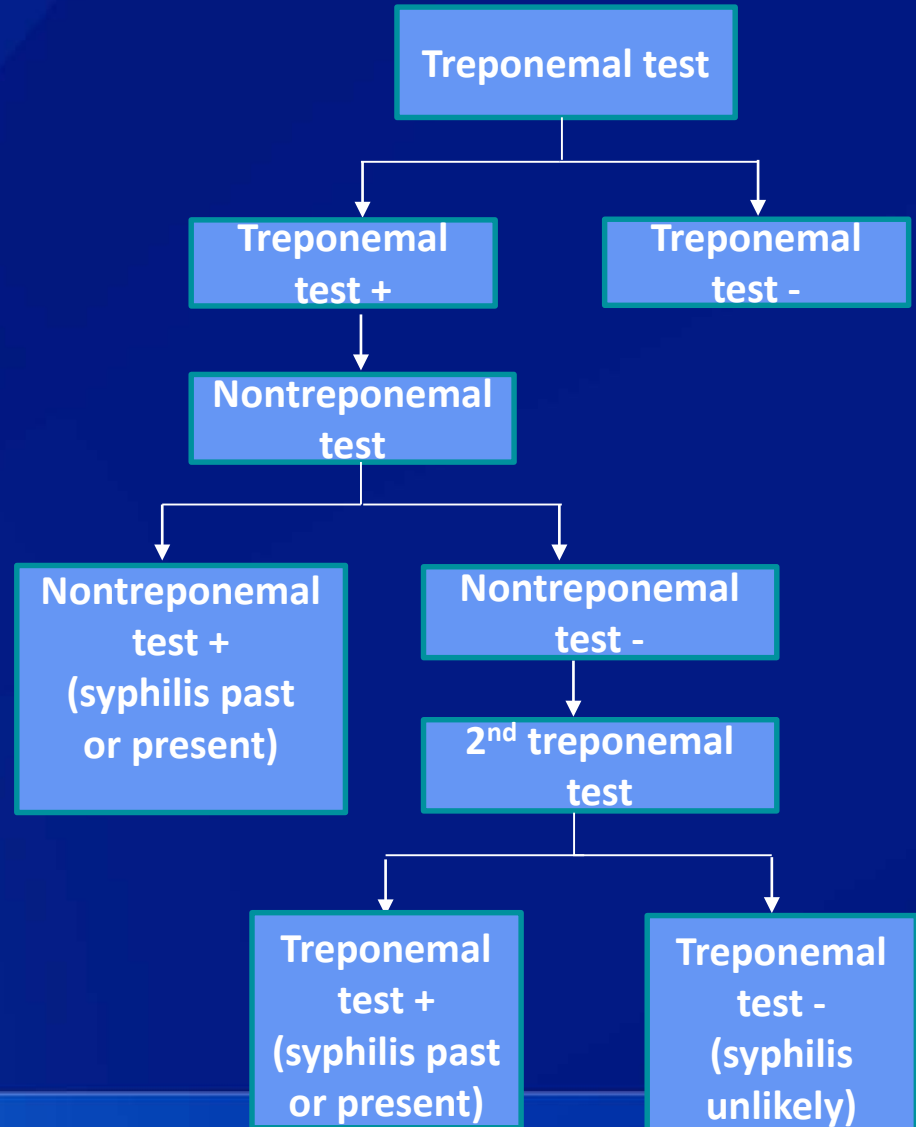 Treponemal test
Treponemal
test +
Treponemal
test -
Nontreponemal
test
Nontreponemal
test +
(syphilis past
or present)
Nontreponemal
test -
2nd treponemal
test
Treponemal
test +
(syphilis past
or present)
Treponemal
test -
(syphilis
unlikely)